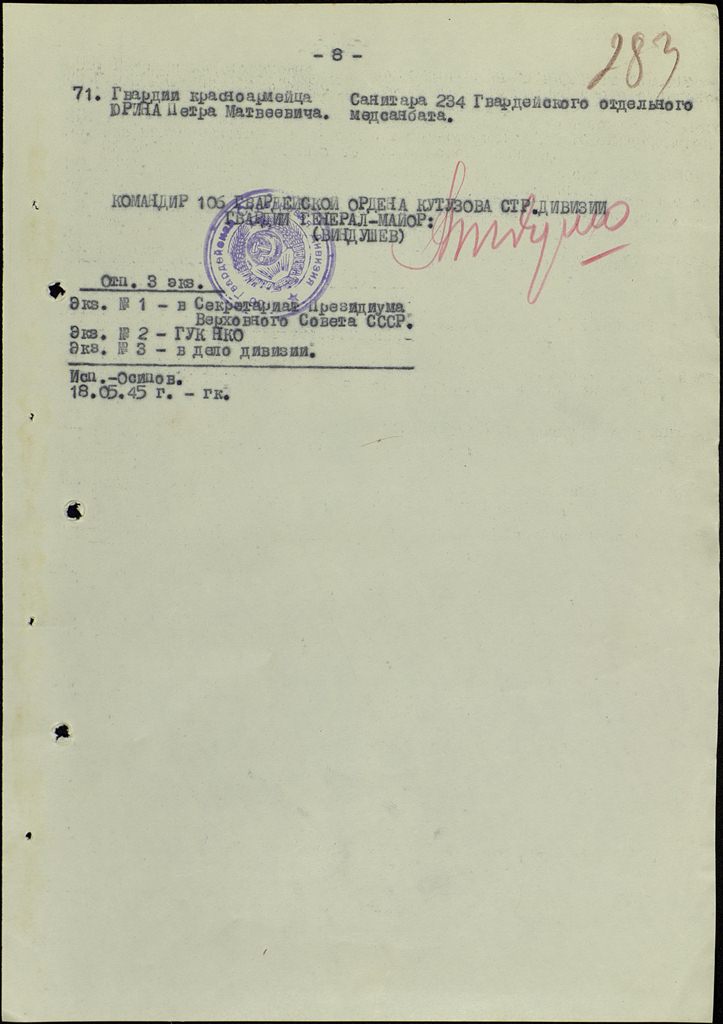 - 8 -
283
71. Гвардии красноармейца Санитара 234 Гвардейского отдельного
ЮРИНА Петра Матвеевича. медсанбата.
КОМАНДИР 106 ГВАРДЕЙСКОЙ ОРДЕНА КУТУЗОВА СТР.ДИВИЗИИ
ГВАРДИИ ГЕНЕРАЛ-МАЙОР:
(ВИНДУШЕВ)
Отп. 3 экз.
Экз. № 1 - в Секретариат Президиума
Верховного Совета СССР.
Экз. № 2 - ГУК НКО
Экз. № 3 - в дело дивизии.
Исп.-Осипов.
18.05.45 г. - гк.